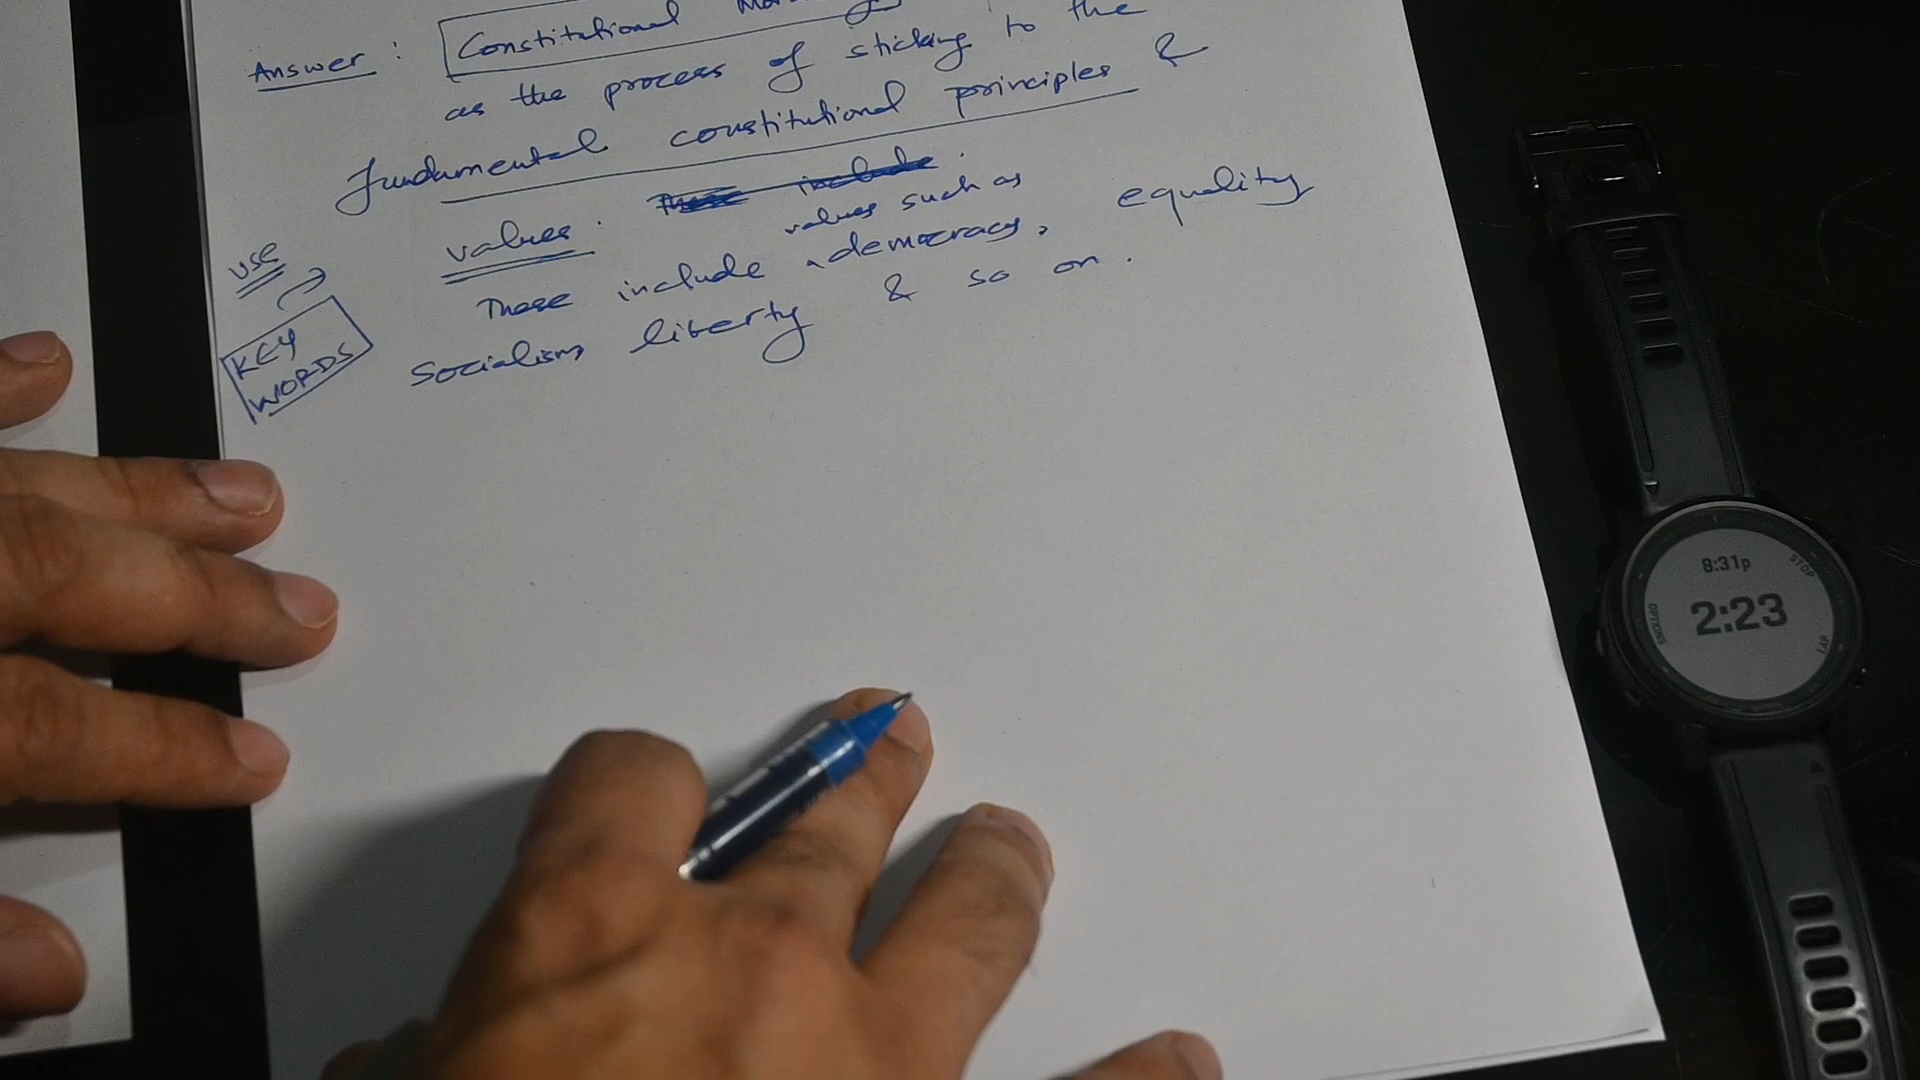 Answer : Constitutional
as the process of sticking to the
fundamental constitutional principles &
values.
values such as
These include democracy, equality
Socialism liberty & so on.
USE
KEY
WORDS
8:31p
2:23
STOP
OPTIONS
LAP